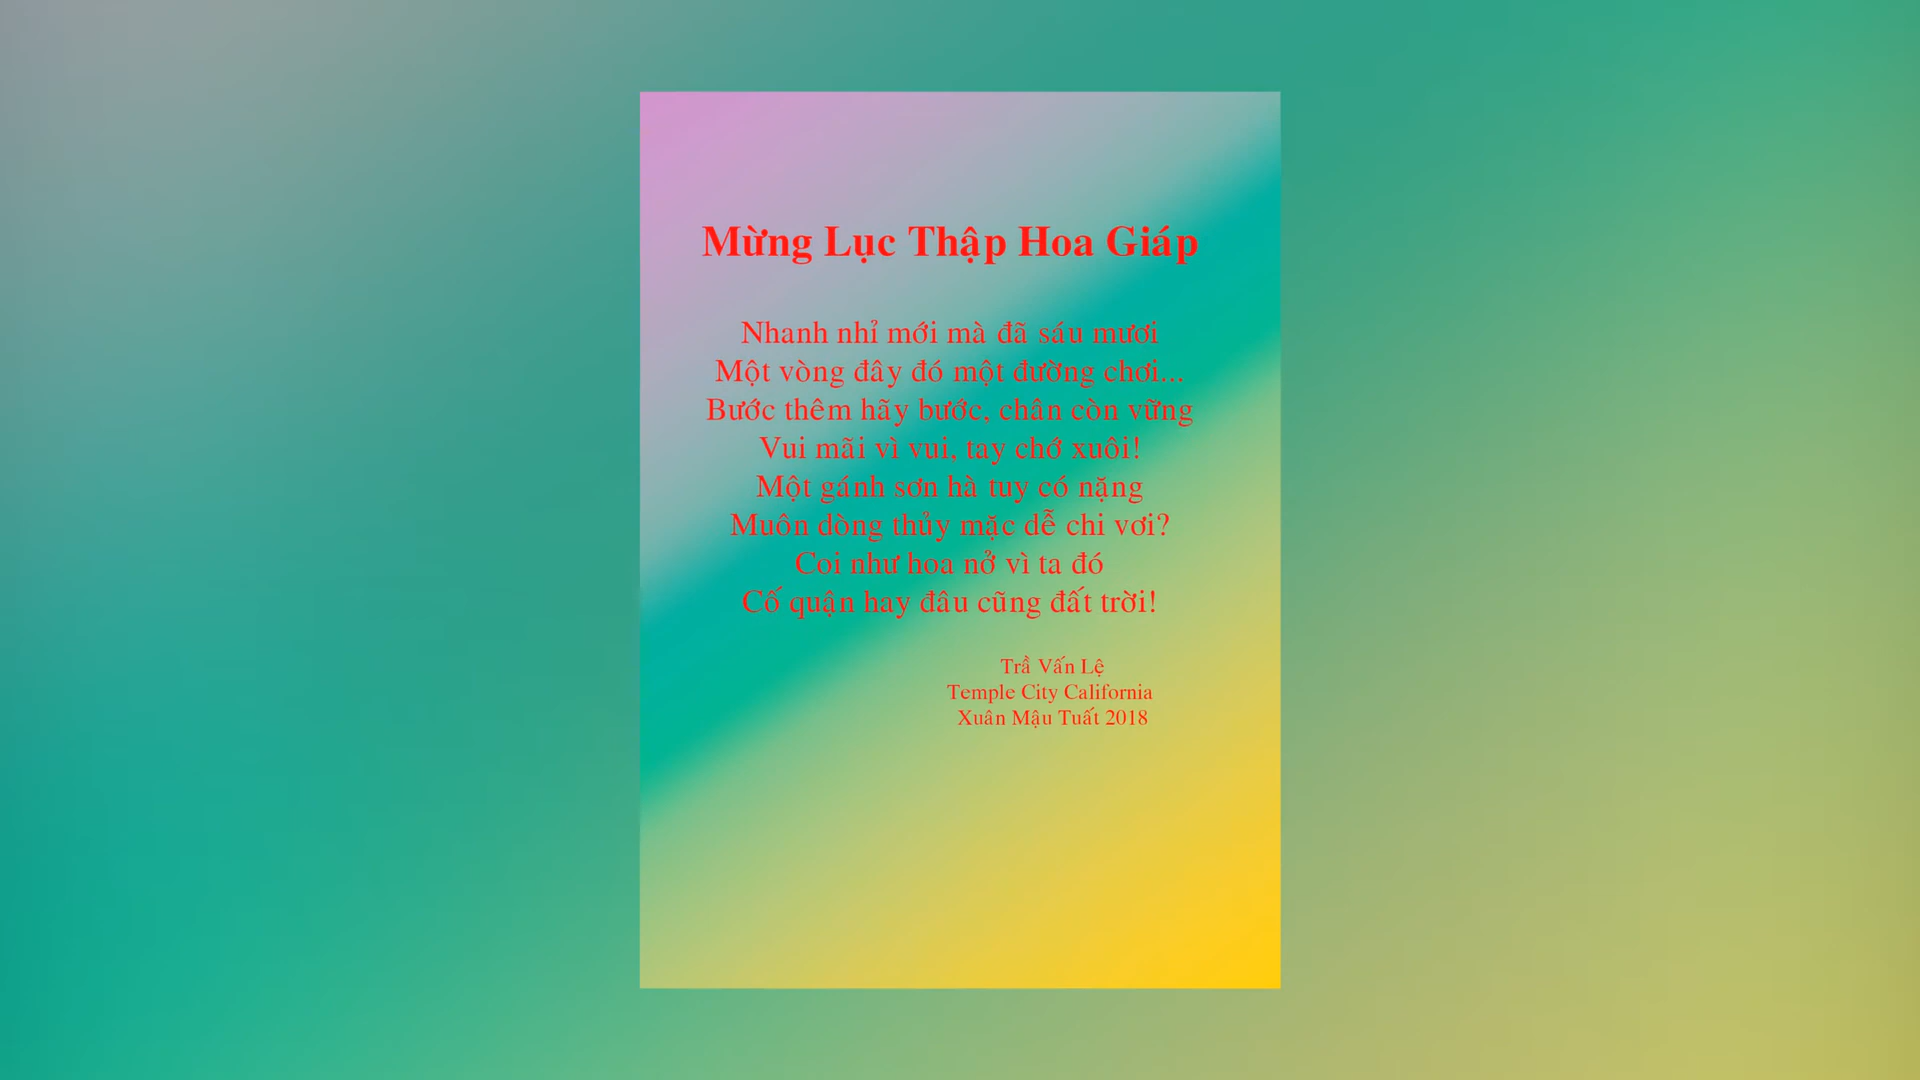 Mừng Lục Thập Hoa Giáp
Nhanh nhỉ mới mà đã sáu mươi
Một vòng đây đó một đường chơi...
Bước thêm hãy bước, chân còn vững
Vui mãi vì vui, tay chớ xuôi!
Một gánh sơn hà tuy có nặng
Muôn dòng thủy mặc dễ chi vơi?
Coi như hoa nở vì ta đó
Cố quận hay đâu cũng đất trời!
Trầ Vấn Lệ
Temple City California
Xuân Mậu Tuất 2018